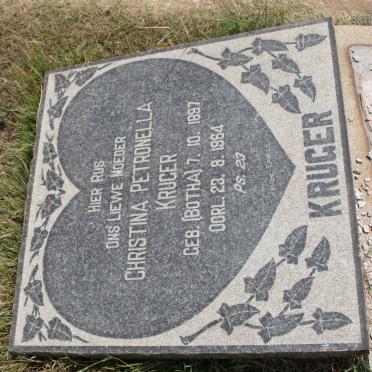 HIER RUS
ONS LIEWE MOEDER
CHRISTINA PETRONELLA
KRUGER
GEB. (BOTHA) 7. 10. 1897
OORL. 23. 8. 1964
PS. 23
KRUGER